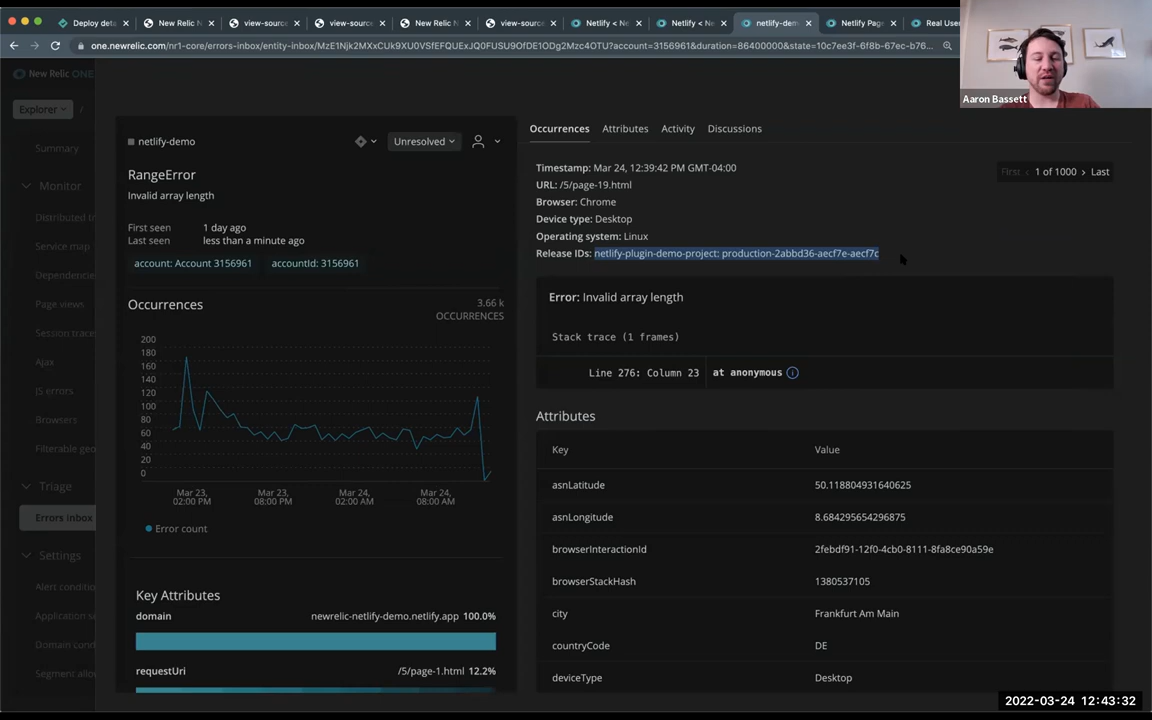 Deploy deta
New Relic N
view-source
view-source
New Relic N
view-source
Netlify < Ne
Netlify < Ne
netlify-dem
Netlify Page
Real User
one.newrelic.com/nr1-core/errors-inbox/entity-inbox/MzE1Njk2MXxCUk9XU0VSfEFQUExJQ0FUSU9OfDE1ODg2Mzc4OTU?account=3156961&duration=86400000&state=10c7ee3f-6f8b-67ec-b76...
Aaron Bassett
New Relic ONE
Explorer
/
Summary
Monitor
Distributed tr
Service map
Dependencie
Page views
Session trace
Ajax
JS errors
Browsers
Filterable geo
Triage
Errors inbox
Settings
Alert conditio
Application se
Domain cond
Segment allow
netlify-demo
Unresolved
RangeError
Invalid array length
First seen 1 day ago
Last seen less than a minute ago
account: Account 3156961 accountId: 3156961
Occurrences
3.66 k
OCCURRENCES
200
180
160
140
120
100
80
60
40
20
0
Mar 23, 02:00 PM
Mar 23, 08:00 PM
Mar 24, 02:00 AM
Mar 24, 08:00 AM
Error count
Key Attributes
domain newrelic-netlify-demo.netlify.app 100.0%
requestUri /5/page-1.html 12.2%
Occurrences Attributes Activity Discussions
Timestamp: Mar 24, 12:39:42 PM GMT-04:00
First 1 of 1000 Last
URL: /5/page-19.html
Browser: Chrome
Device type: Desktop
Operating system: Linux
Release IDs: netlify-plugin-demo-project: production-2abbd36-aecf7e-aecf7c
Error: Invalid array length
Stack trace (1 frames)
Line 276: Column 23 at anonymous
Attributes
Key Value
asnLatitude 50.118804931640625
asnLongitude 8.684295654296875
browserInteractionId 2febdf91-12f0-4cb0-8111-8fa8ce90a59e
browserStackHash 1380537105
city Frankfurt Am Main
countryCode DE
deviceType Desktop
2022-03-24 12:43:32